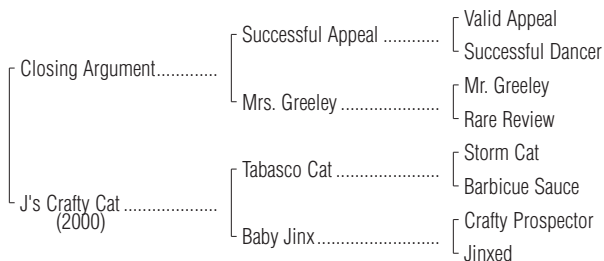 Valid Appeal
Successful Appeal ............
Successful Dancer
Closing Argument.............
Mr. Greeley
Mrs. Greeley .....................
Rare Review
Storm Cat
Tabasco Cat ......................
Barbicue Sauce
J's Crafty Cat ...................
(2000)
Crafty Prospector
Baby Jinx..........................
Jinxed